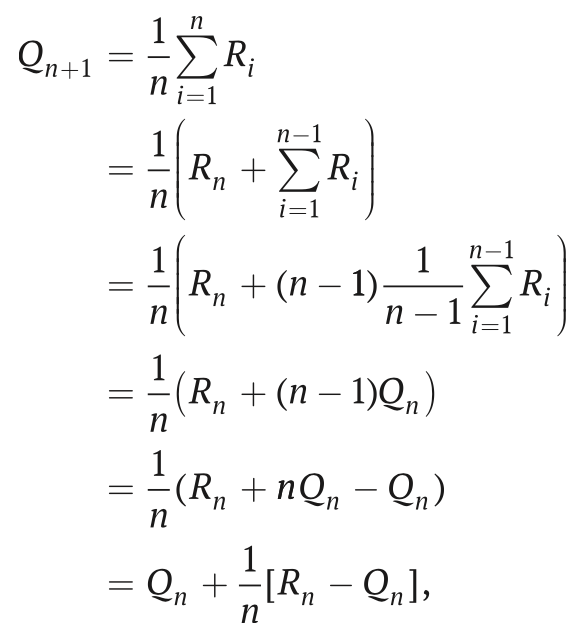 $Q_{n+1} = \frac{1}{n} \sum_{i=1}^{n} R_i$
$= \frac{1}{n} \left( R_n + \sum_{i=1}^{n-1} R_i \right)$
$= \frac{1}{n} \left( R_n + (n-1) \frac{1}{n-1} \sum_{i=1}^{n-1} R_i \right)$
$= \frac{1}{n} \left( R_n + (n-1) Q_n \right)$
$= \frac{1}{n} ( R_n + nQ_n - Q_n )$
$= Q_n + \frac{1}{n} [ R_n - Q_n ],$